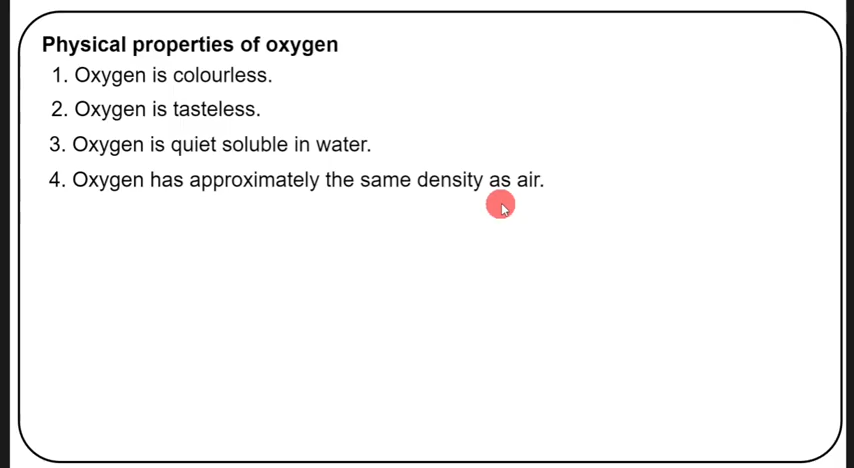 Physical properties of oxygen
1. Oxygen is colourless.
2. Oxygen is tasteless.
3. Oxygen is quiet soluble in water.
4. Oxygen has approximately the same density as air.